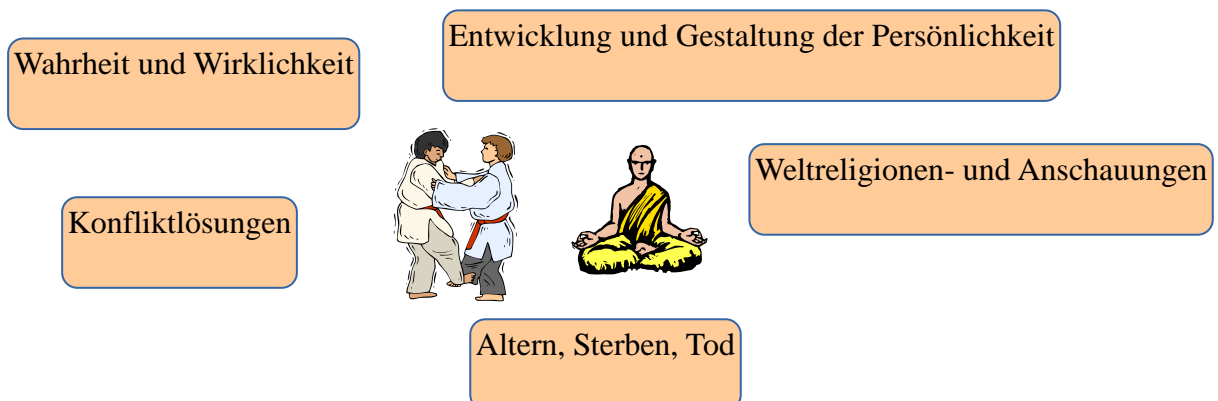 Entwicklung und Gestaltung der Persönlichkeit
Wahrheit und Wirklichkeit
Weltreligionen- und Anschauungen
Konfliktlösungen
Altern, Sterben, Tod